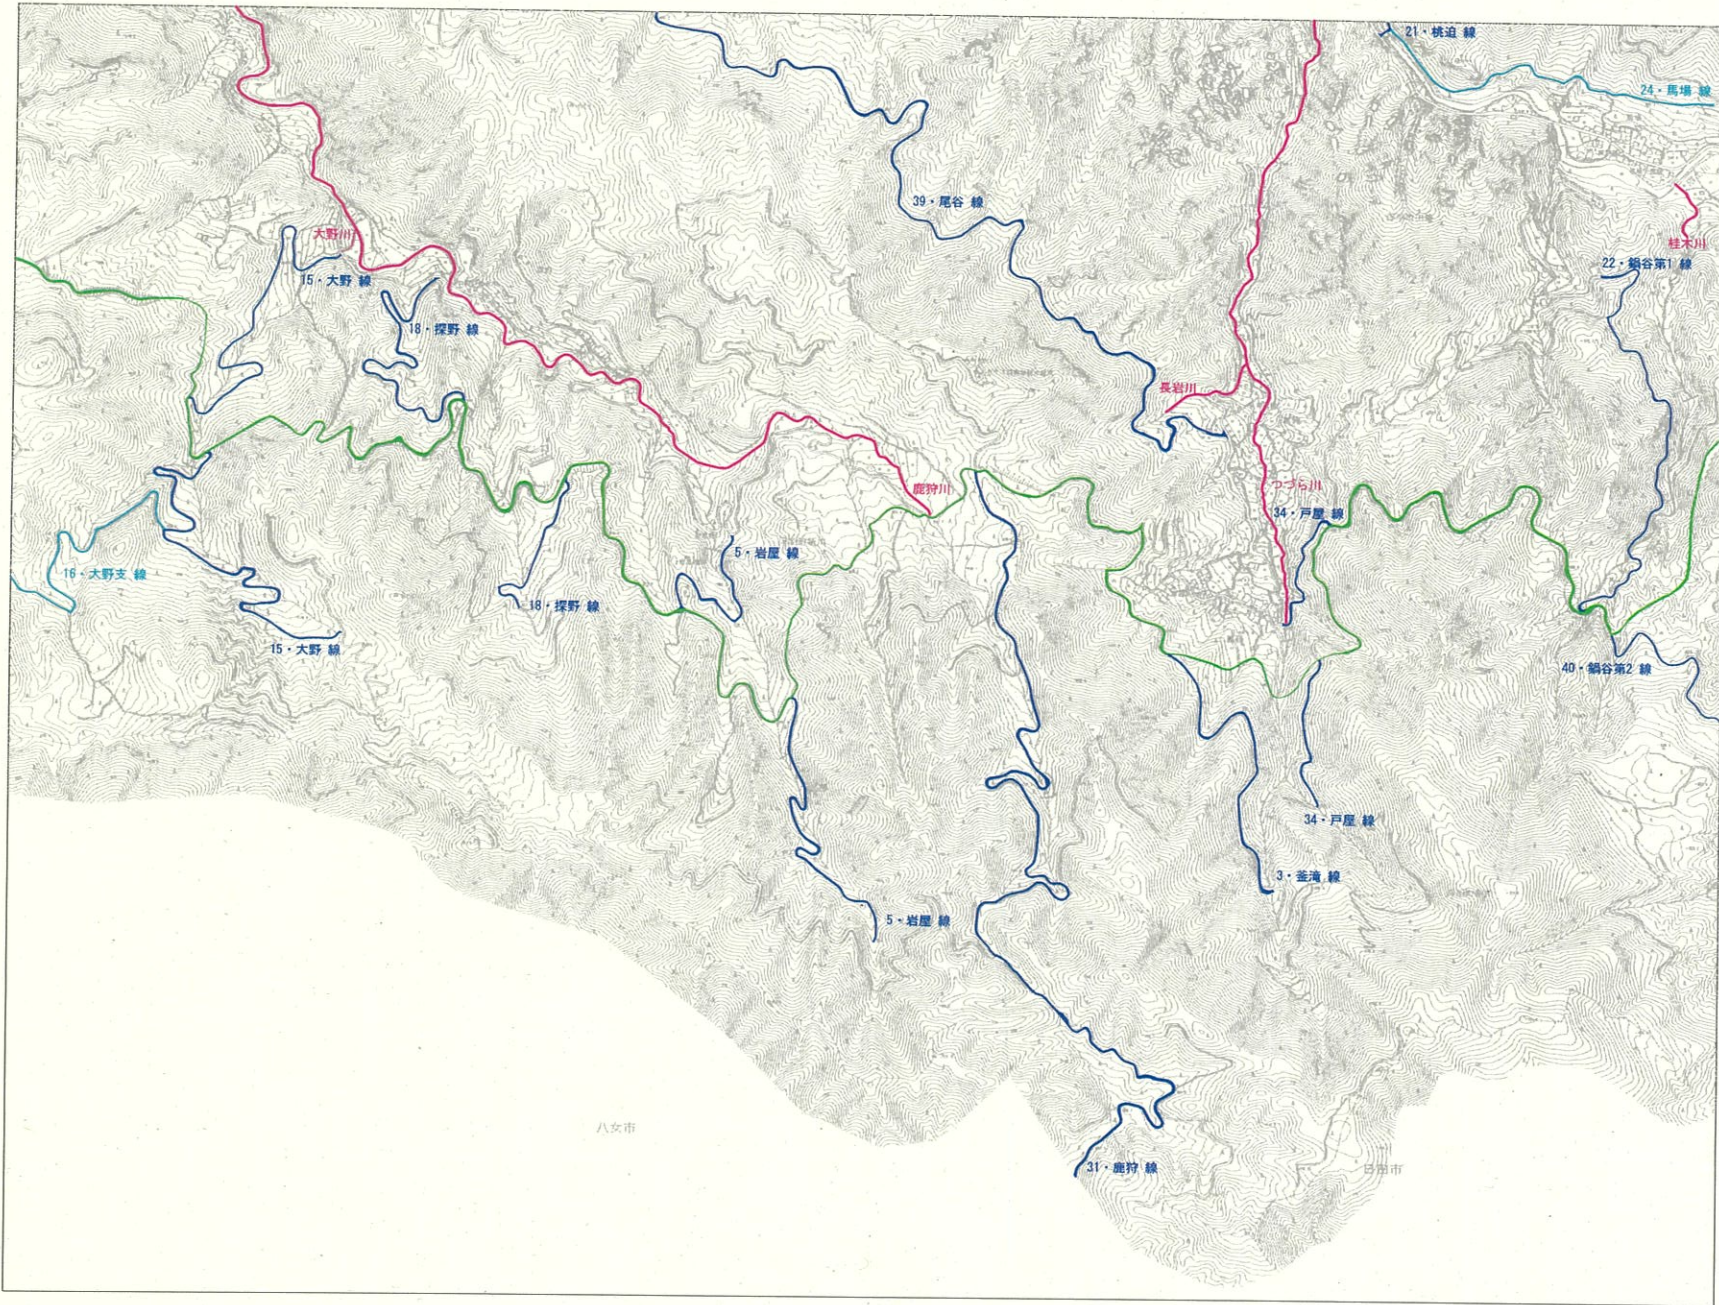 21・桃迫 線
24・馬場 線
39・尾谷 線
大野川
桂木川
15・大野 線
22・鍋谷第1 線
18・探野 線
長岩川
鹿狩川
つづら川
34・戸屋 線
5・岩屋 線
16・大野支 線
18・探野 線
15・大野 線
40・鍋谷第2 線
34・戸屋 線
3・釜滝 線
5・岩屋 線
八女市
31・鹿狩 線
日田市